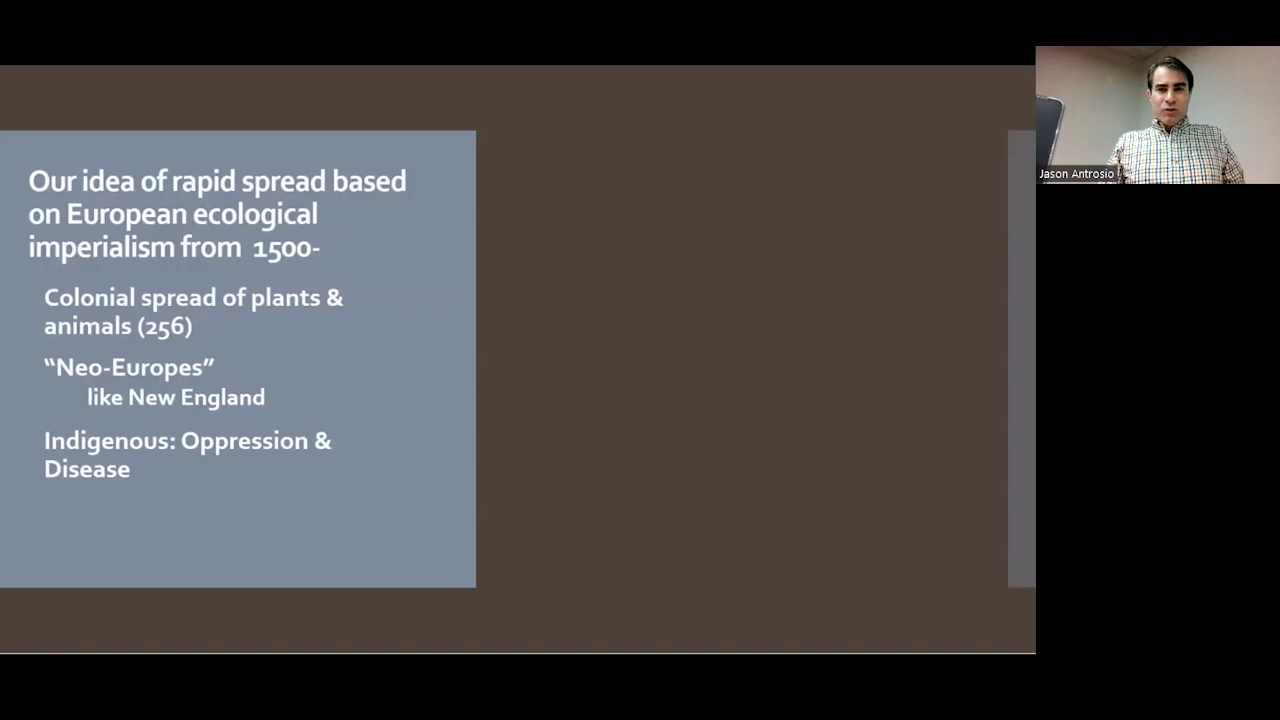 Our idea of rapid spread based
on European ecological
imperialism from 1500-
Colonial spread of plants &
animals (256)
“Neo-Europes”
like New England
Indigenous: Oppression &
Disease
Jason Antrosio